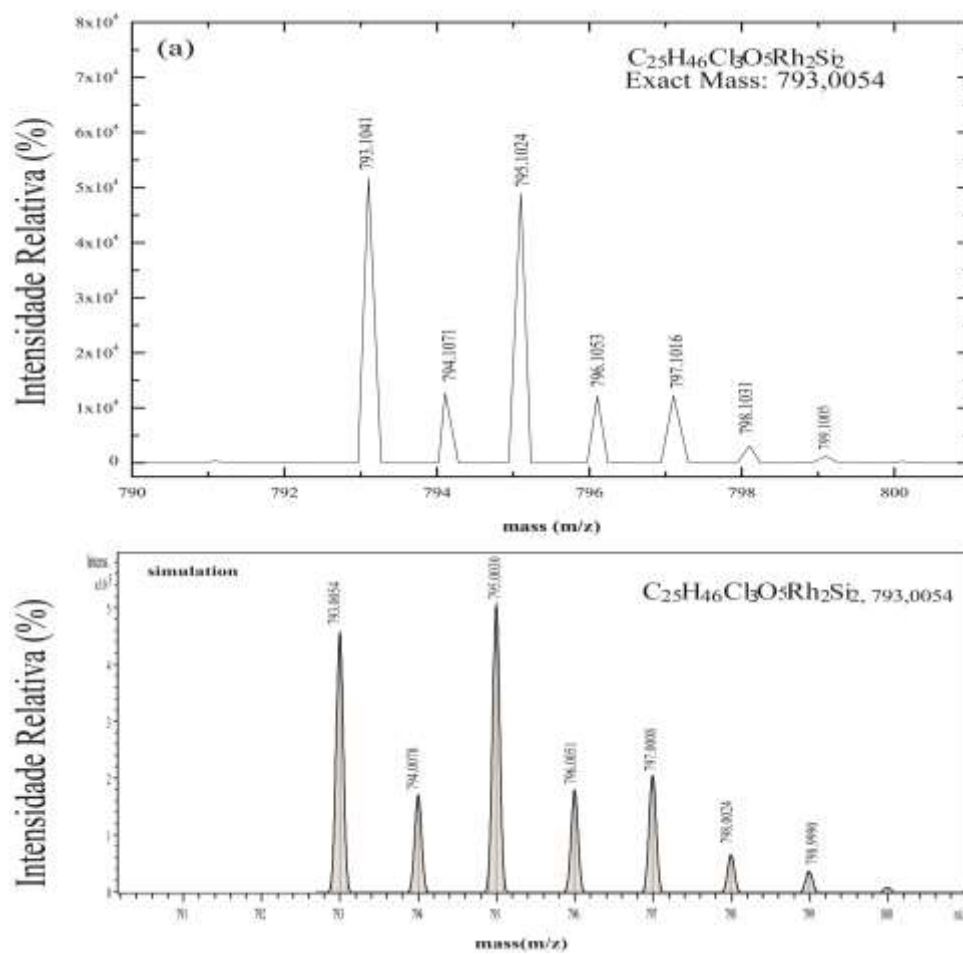 (a)
C25H46Cl3O5Rh2Si2
Exact Mass: 793,0054
Intensidade Relativa (%)
8x10⁴
7x10⁴
6x10⁴
5x10⁴
4x10⁴
3x10⁴
2x10⁴
1x10⁴
0
793.1041
794.1071
795.1024
796.1053
797.1016
798.1031
799.1005
790
792
794
796
798
800
mass (m/z)
simulation
C25H46Cl3O5Rh2Si2, 793,0054
Intensidade Relativa (%)
793.0054
794.0078
795.0030
796.0051
797.0008
798.0024
798.9990
mass(m/z)